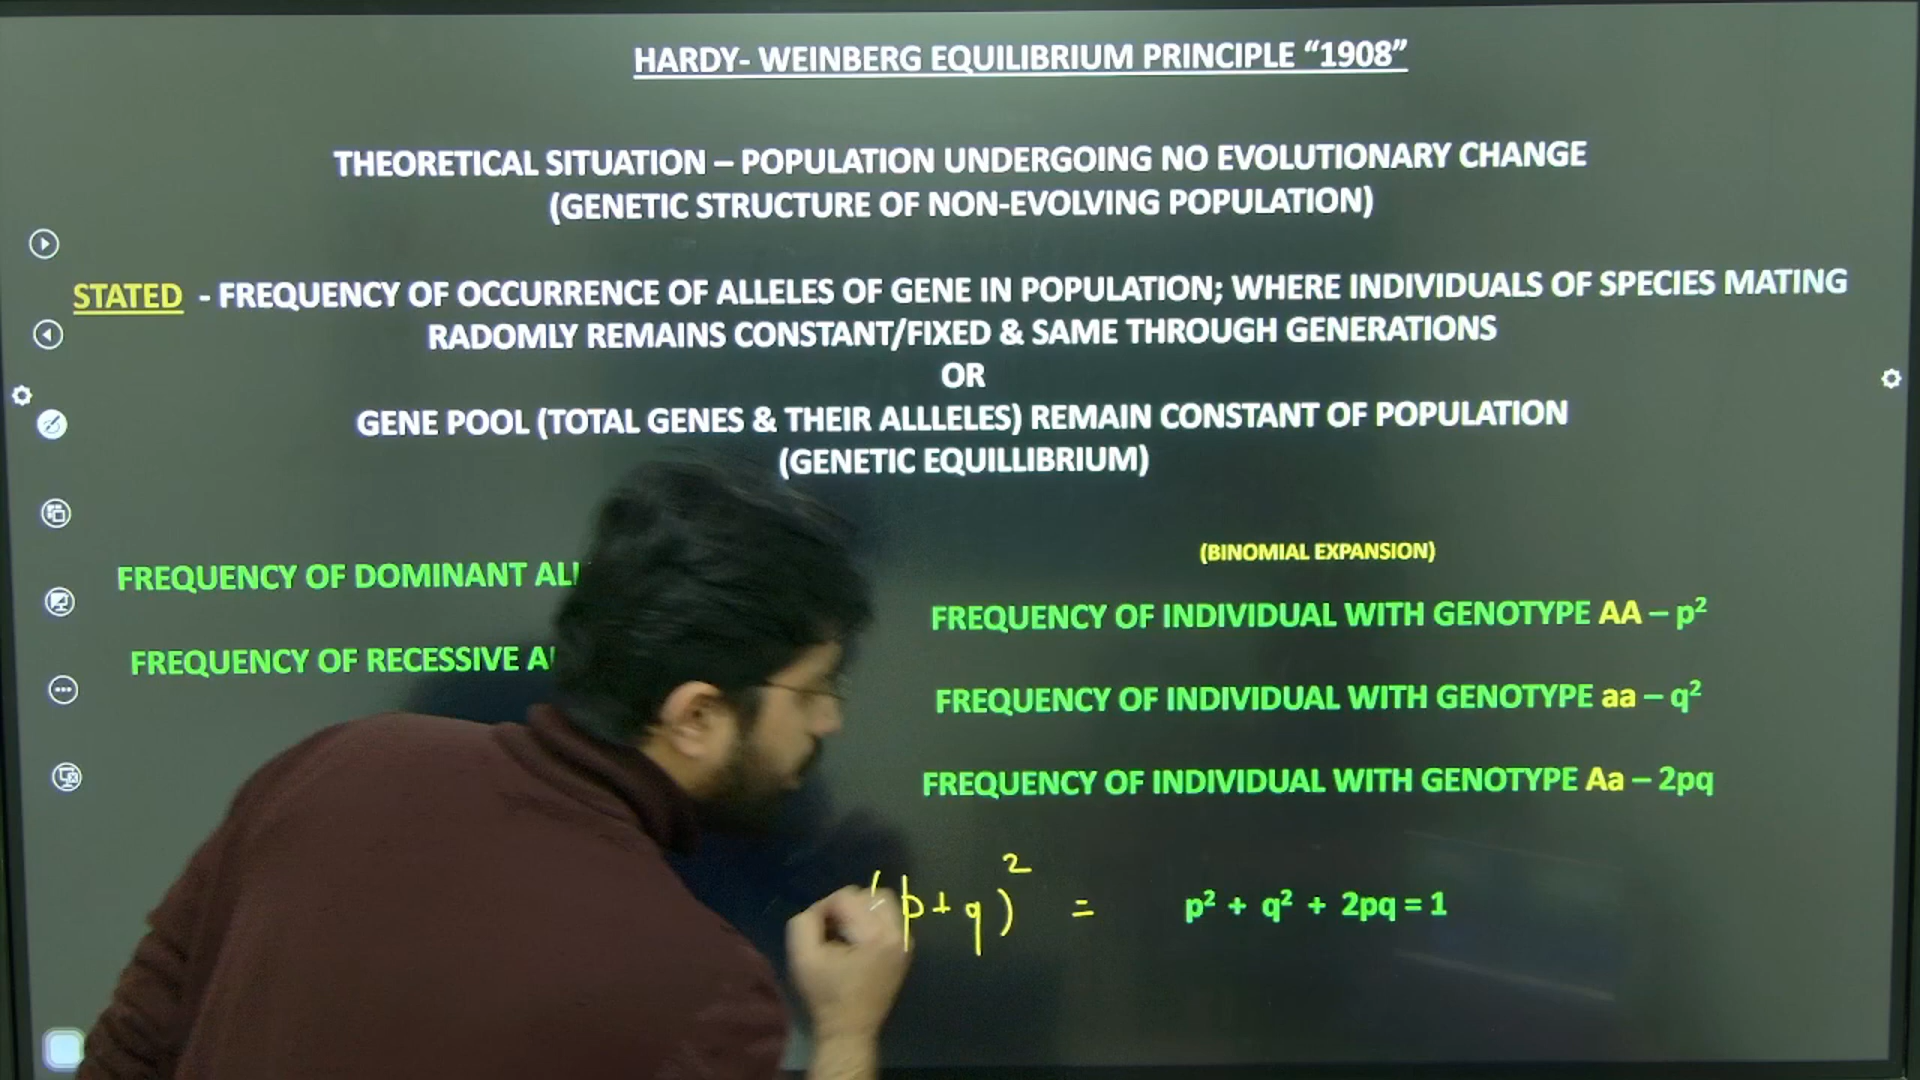 HARDY- WEINBERG EQUILIBRIUM PRINCIPLE “1908”
THEORETICAL SITUATION – POPULATION UNDERGOING NO EVOLUTIONARY CHANGE
(GENETIC STRUCTURE OF NON-EVOLVING POPULATION)
STATED - FREQUENCY OF OCCURRENCE OF ALLELES OF GENE IN POPULATION; WHERE INDIVIDUALS OF SPECIES MATING
RADOMLY REMAINS CONSTANT/FIXED & SAME THROUGH GENERATIONS
OR
GENE POOL (TOTAL GENES & THEIR ALLLELES) REMAIN CONSTANT OF POPULATION
(GENETIC EQUILLIBRIUM)
FREQUENCY OF DOMINANT
FREQUENCY OF RECESSIVE
(BINOMIAL EXPANSION)
FREQUENCY OF INDIVIDUAL WITH GENOTYPE AA – p²
FREQUENCY OF INDIVIDUAL WITH GENOTYPE aa – q²
FREQUENCY OF INDIVIDUAL WITH GENOTYPE Aa – 2pq
(p+q)² = p² + q² + 2pq = 1